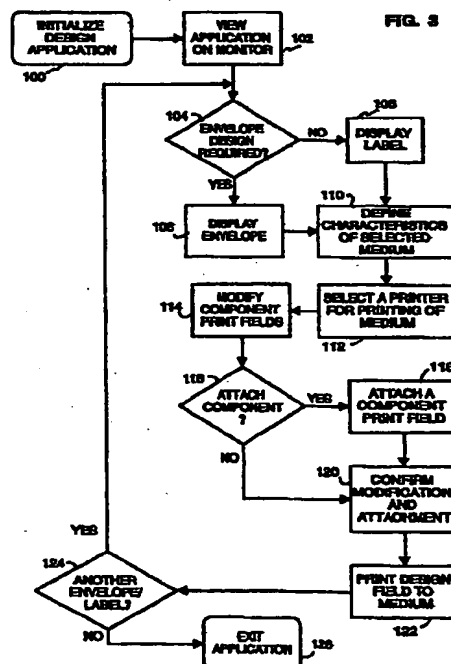 FIG. 3
INITIALIZE
DESIGN
APPLICATION
100
VIEW
APPLICATION
ON MONITOR
102
104
ENVELOPE
DESIGN
REQUIRED?
NO
YES
DISPLAY
LABEL
DISPLAY
ENVELOPE
110
DEFINE
CHARACTERISTICS
OF SELECTED
MEDIUM
114
MODIFY
COMPONENT
PRINT FIELDS
SELECT A PRINTER
FOR PRINTING OF
MEDIUM
112
ATTACH
COMPONENT
?
YES
NO
ATTACH A
COMPONENT
PRINT FIELD
120
CONFIRM
MODIFICATION
AND
ATTACHMENT
YES
124
ANOTHER
ENVELOPE/
LABEL?
NO
PRINT DESIGN
FIELD TO
MEDIUM
122
EXIT
APPLICATION
126